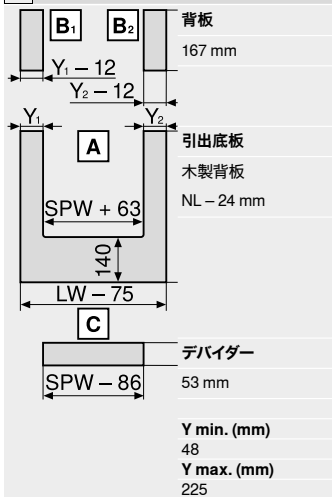 B₁
B₂
背板
167 mm
Y₁ – 12
Y₂ – 12
Y₁
Y₂
A
引出底板
木製背板
NL – 24 mm
SPW + 63
140
LW – 75
C
デバイダー
53 mm
SPW – 86
Y min. (mm)
48
Y max. (mm)
225